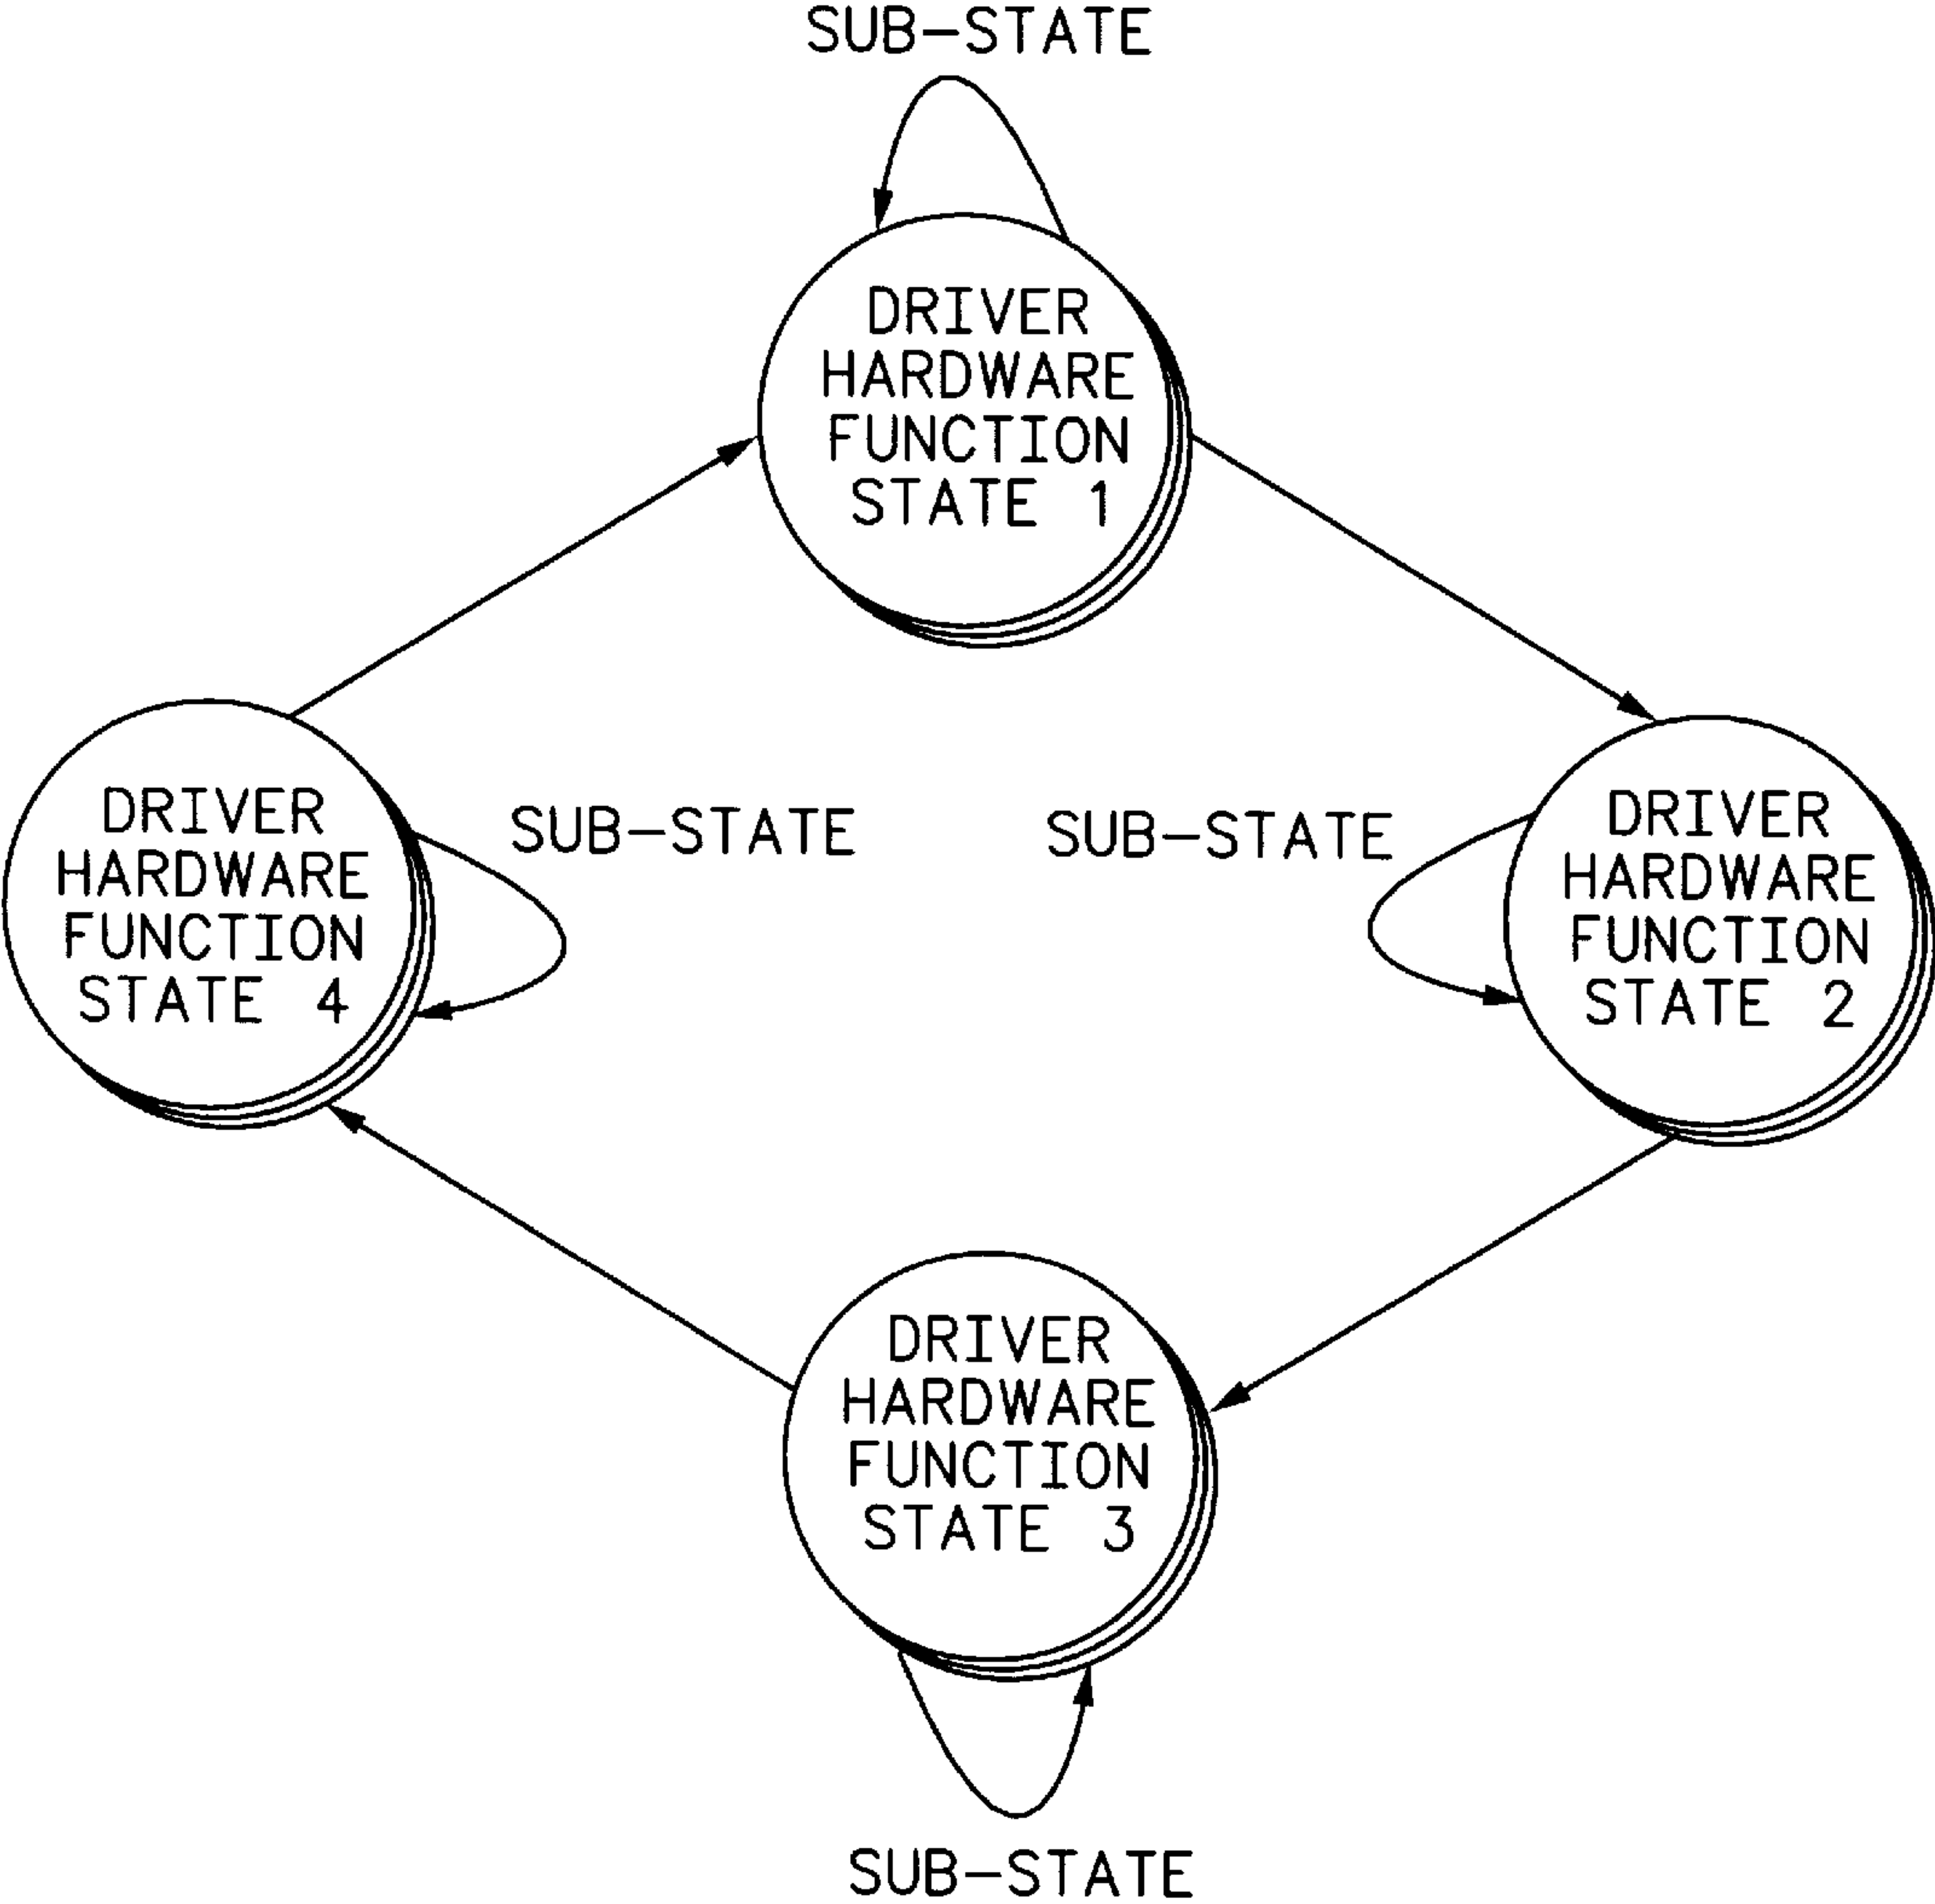 SUB-STATE
DRIVER
HARDWARE
FUNCTION
STATE 1
DRIVER
HARDWARE
FUNCTION
STATE 4
SUB-STATE
SUB-STATE
DRIVER
HARDWARE
FUNCTION
STATE 2
DRIVER
HARDWARE
FUNCTION
STATE 3
SUB-STATE